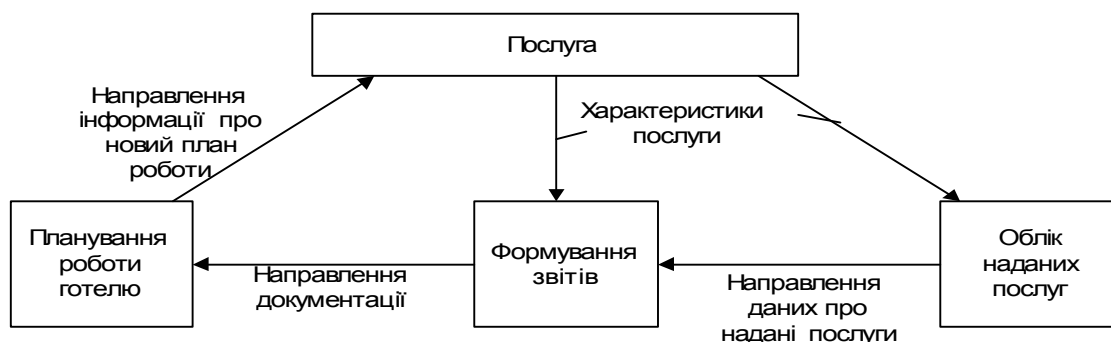 Послуга
Направлення
інформації про
новий план
роботи
Характеристики
послуги
Планування
роботи
готелю
Направлення
документації
Формування
звітів
Направлення
даних про
надані послуги
Облік
наданих
послуг